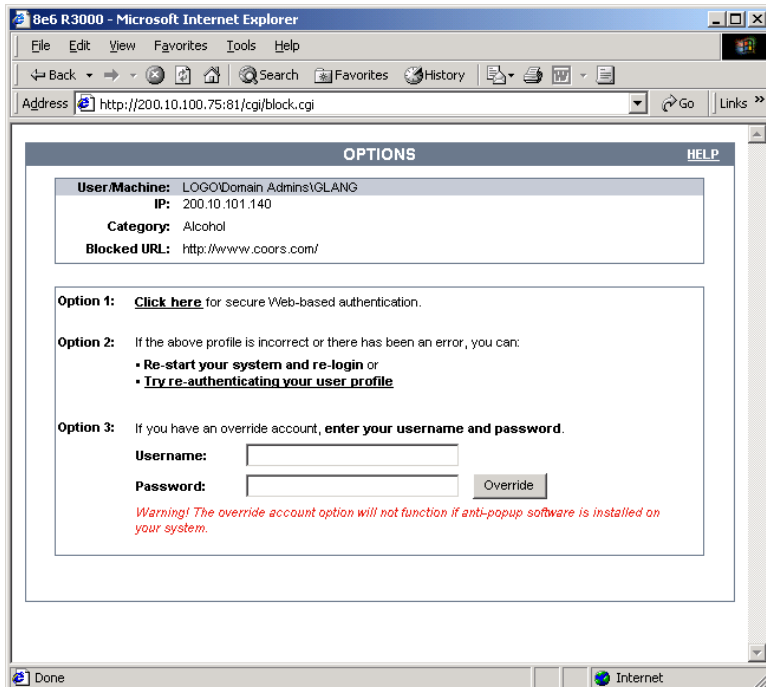 8e6 R3000 - Microsoft Internet Explorer
File Edit View Favorites Tools Help
Back Search Favorites History
Address http://200.10.100.75:81/cgi/block.cgi Go Links »
OPTIONS HELP
User/Machine: LOGO\Domain Admins\GLANG
IP: 200.10.101.140
Category: Alcohol
Blocked URL: http://www.coors.com/
Option 1: Click here for secure Web-based authentication.
Option 2: If the above profile is incorrect or there has been an error, you can:
▪ Re-start your system and re-login or
▪ Try re-authenticating your user profile
Option 3: If you have an override account, enter your username and password.
Username:
Password: Override
Warning! The override account option will not function if anti-popup software is installed on
your system.
Done Internet